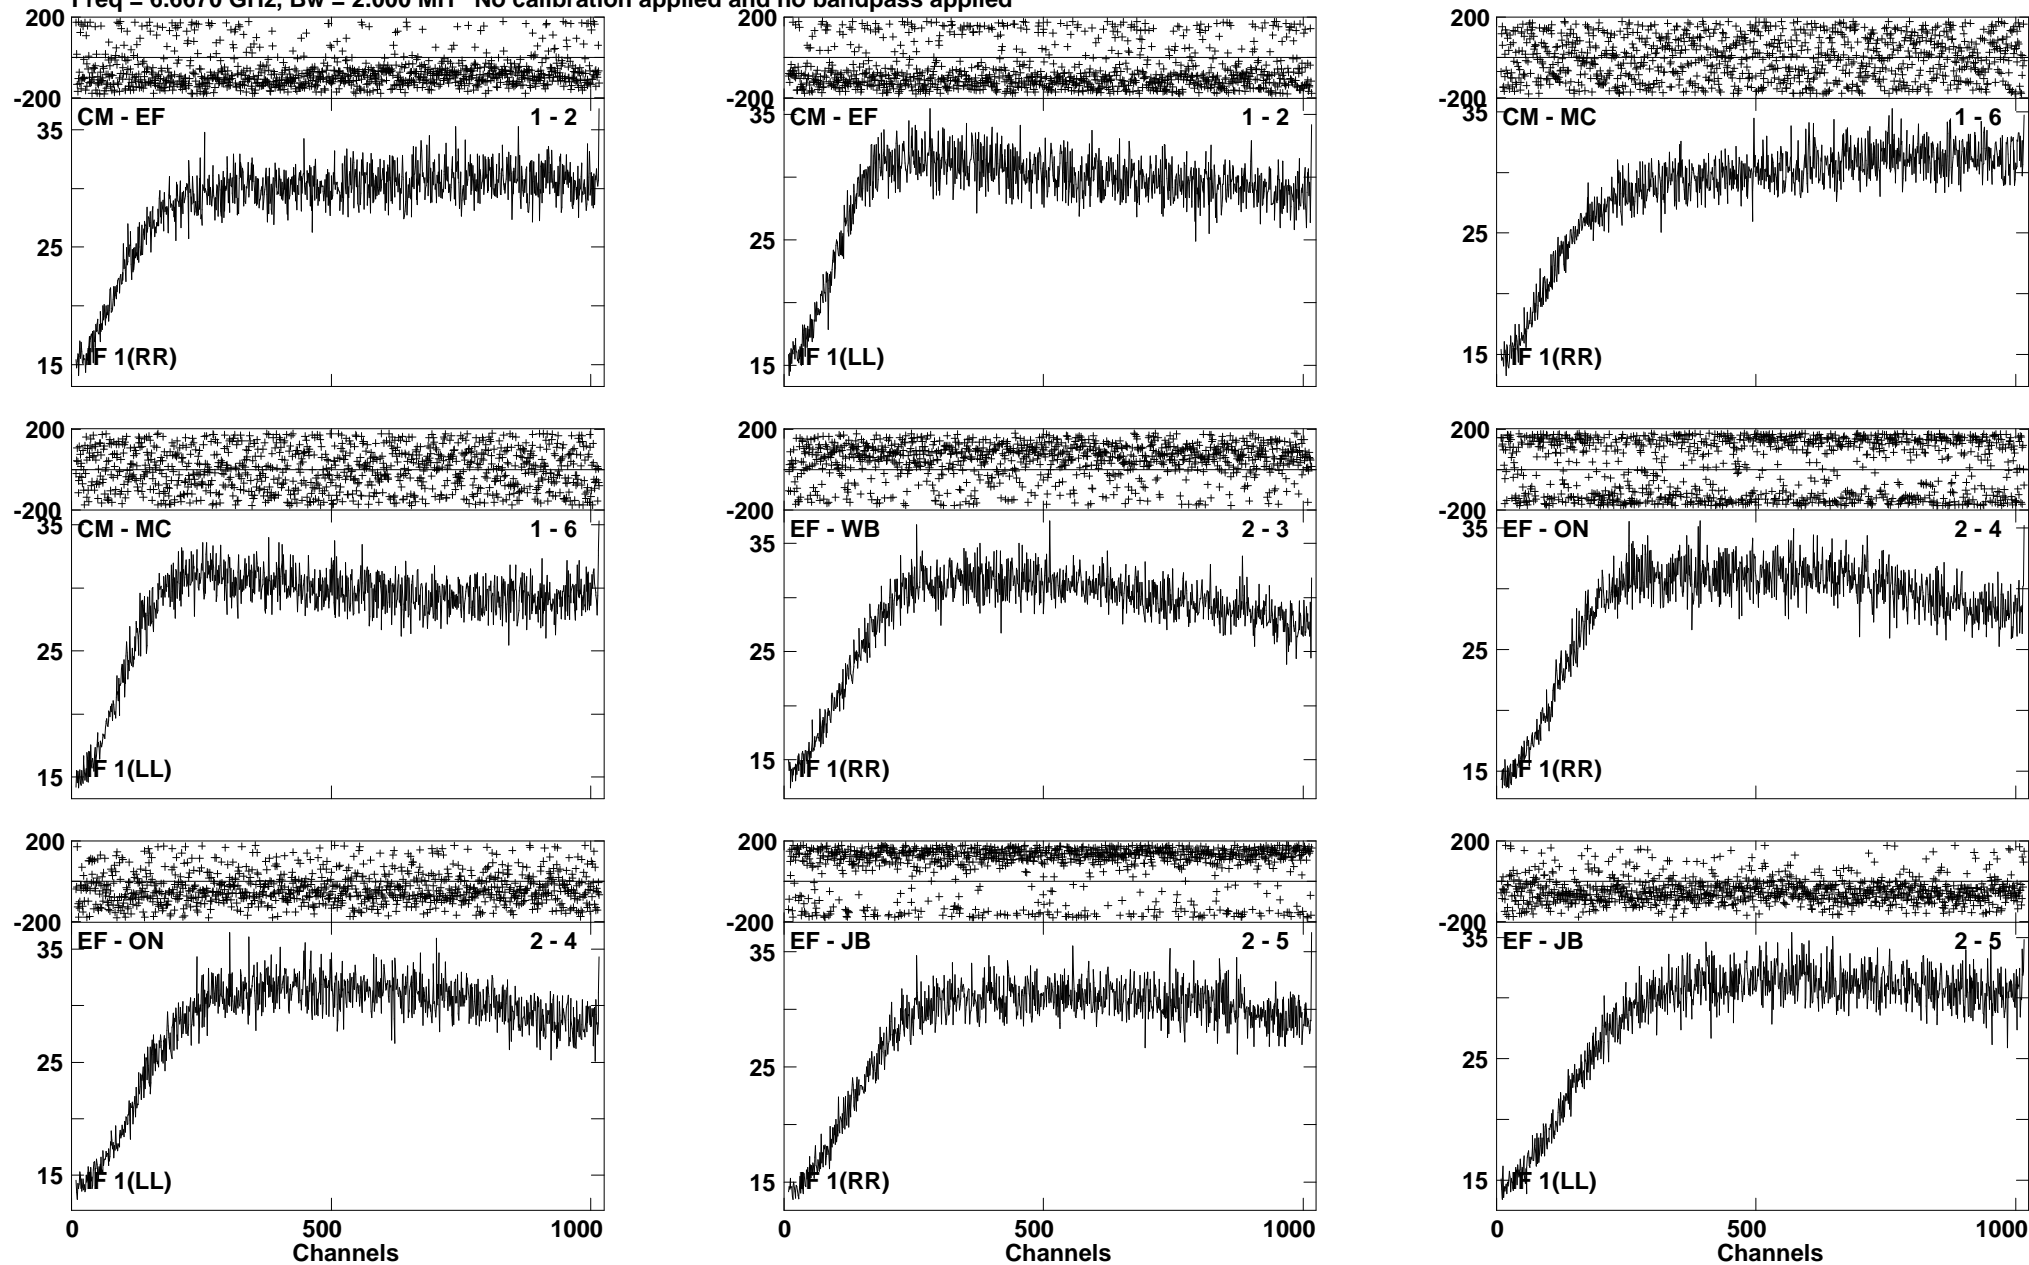 Freq = 6.6670 GHz, Bw = 2.000 MH No calibration applied and no bandpass applied
200
-200
CM - EF 1 - 2
35
25
15
IF 1(RR)
200
-200
CM - EF 1 - 2
35
25
15
IF 1(LL)
200
-200
CM - MC 1 - 6
35
25
15
IF 1(RR)
200
-200
CM - MC 1 - 6
35
25
15
IF 1(LL)
200
-200
EF - WB 2 - 3
35
25
15
IF 1(RR)
200
-200
EF - ON 2 - 4
35
25
15
IF 1(RR)
200
-200
EF - ON 2 - 4
35
25
15
IF 1(LL)
0 500 1000
Channels
200
-200
EF - JB 2 - 5
35
25
15
IF 1(RR)
0 500 1000
Channels
200
-200
EF - JB 2 - 5
35
25
15
IF 1(LL)
0 500 1000
Channels